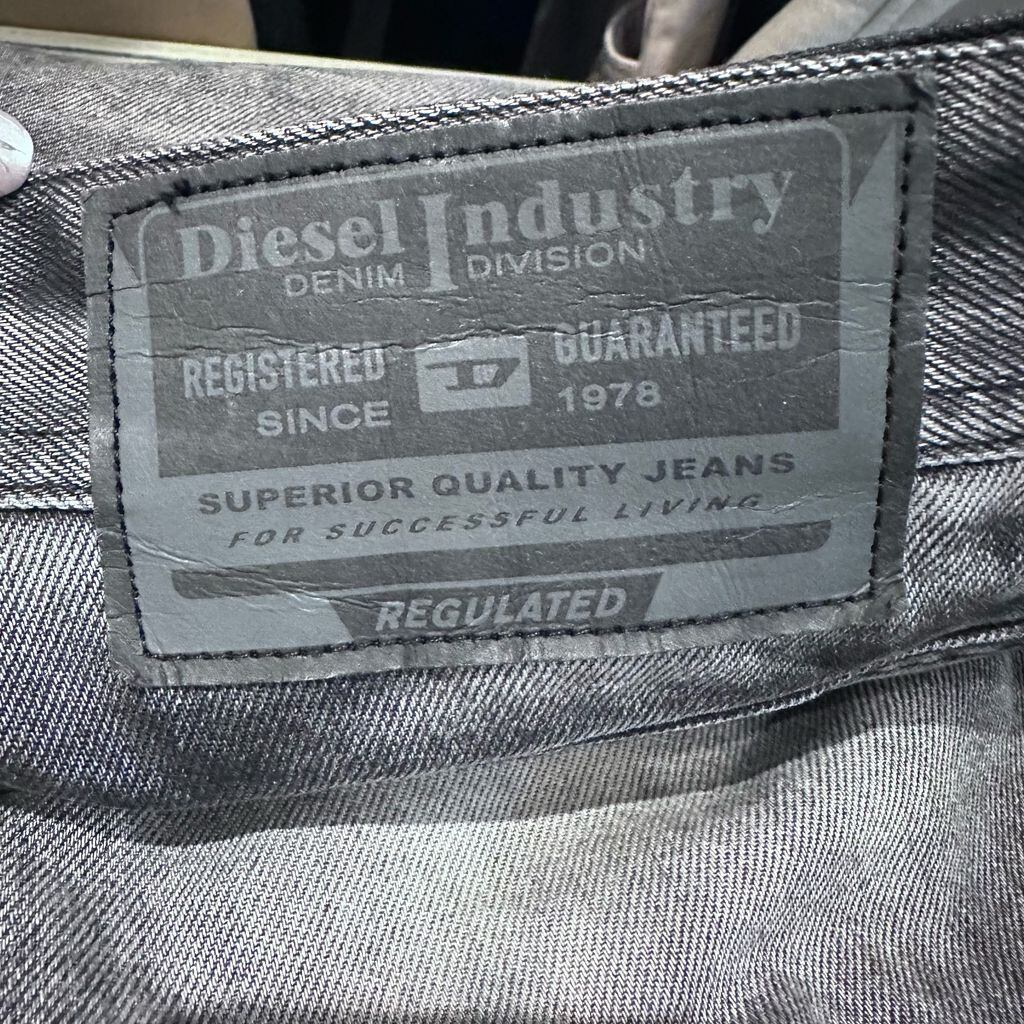 Diesel Industry
DENIM DIVISION
REGISTERED GUARANTEED
SINCE 1978
SUPERIOR QUALITY JEANS
FOR SUCCESSFUL LIVING
REGULATED